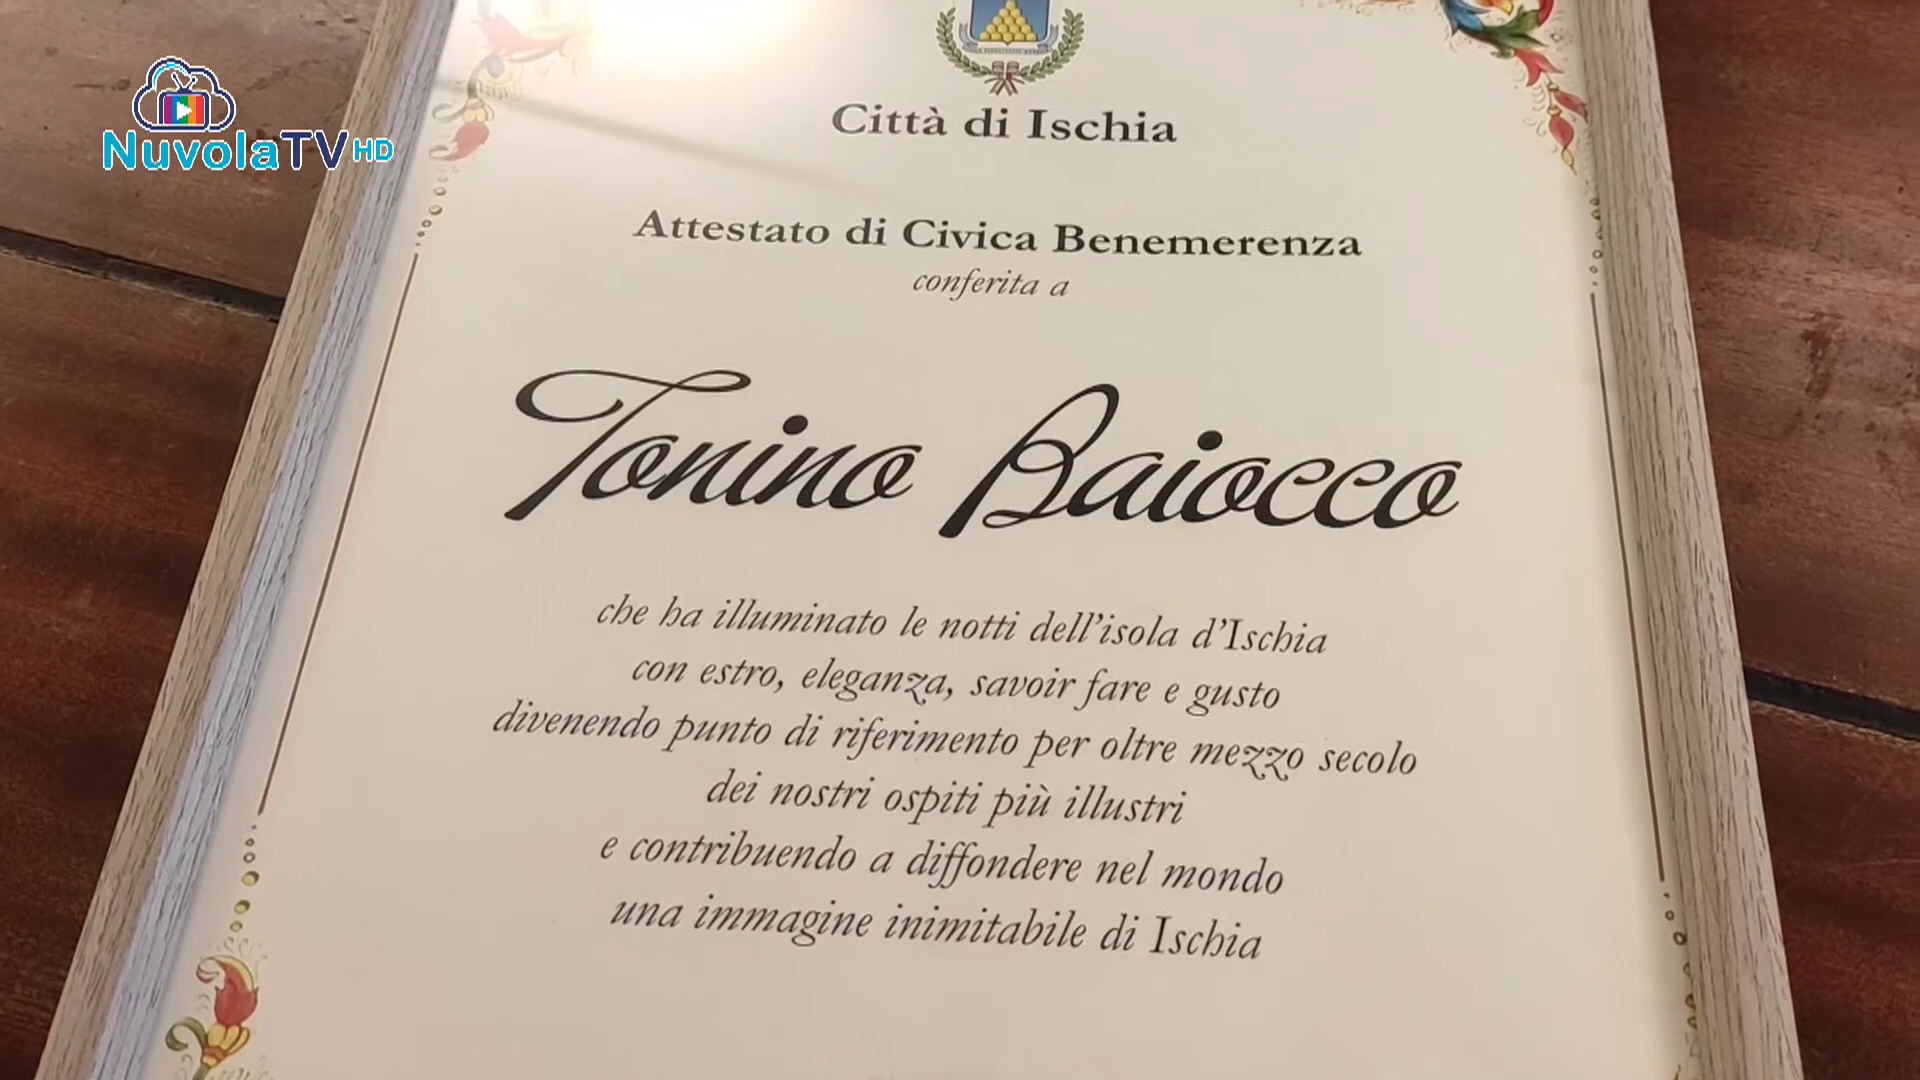 NuvolaTV HD
Città di Ischia
Attestato di Civica Benemerenza
conferita a
Tonino Baiocco
che ha illuminato le notti dell'isola d'Ischia
con estro, eleganza, savoir fare e gusto
divenendo punto di riferimento per oltre mezzo secolo
dei nostri ospiti più illustri
e contribuendo a diffondere nel mondo
una immagine inimitabile di Ischia